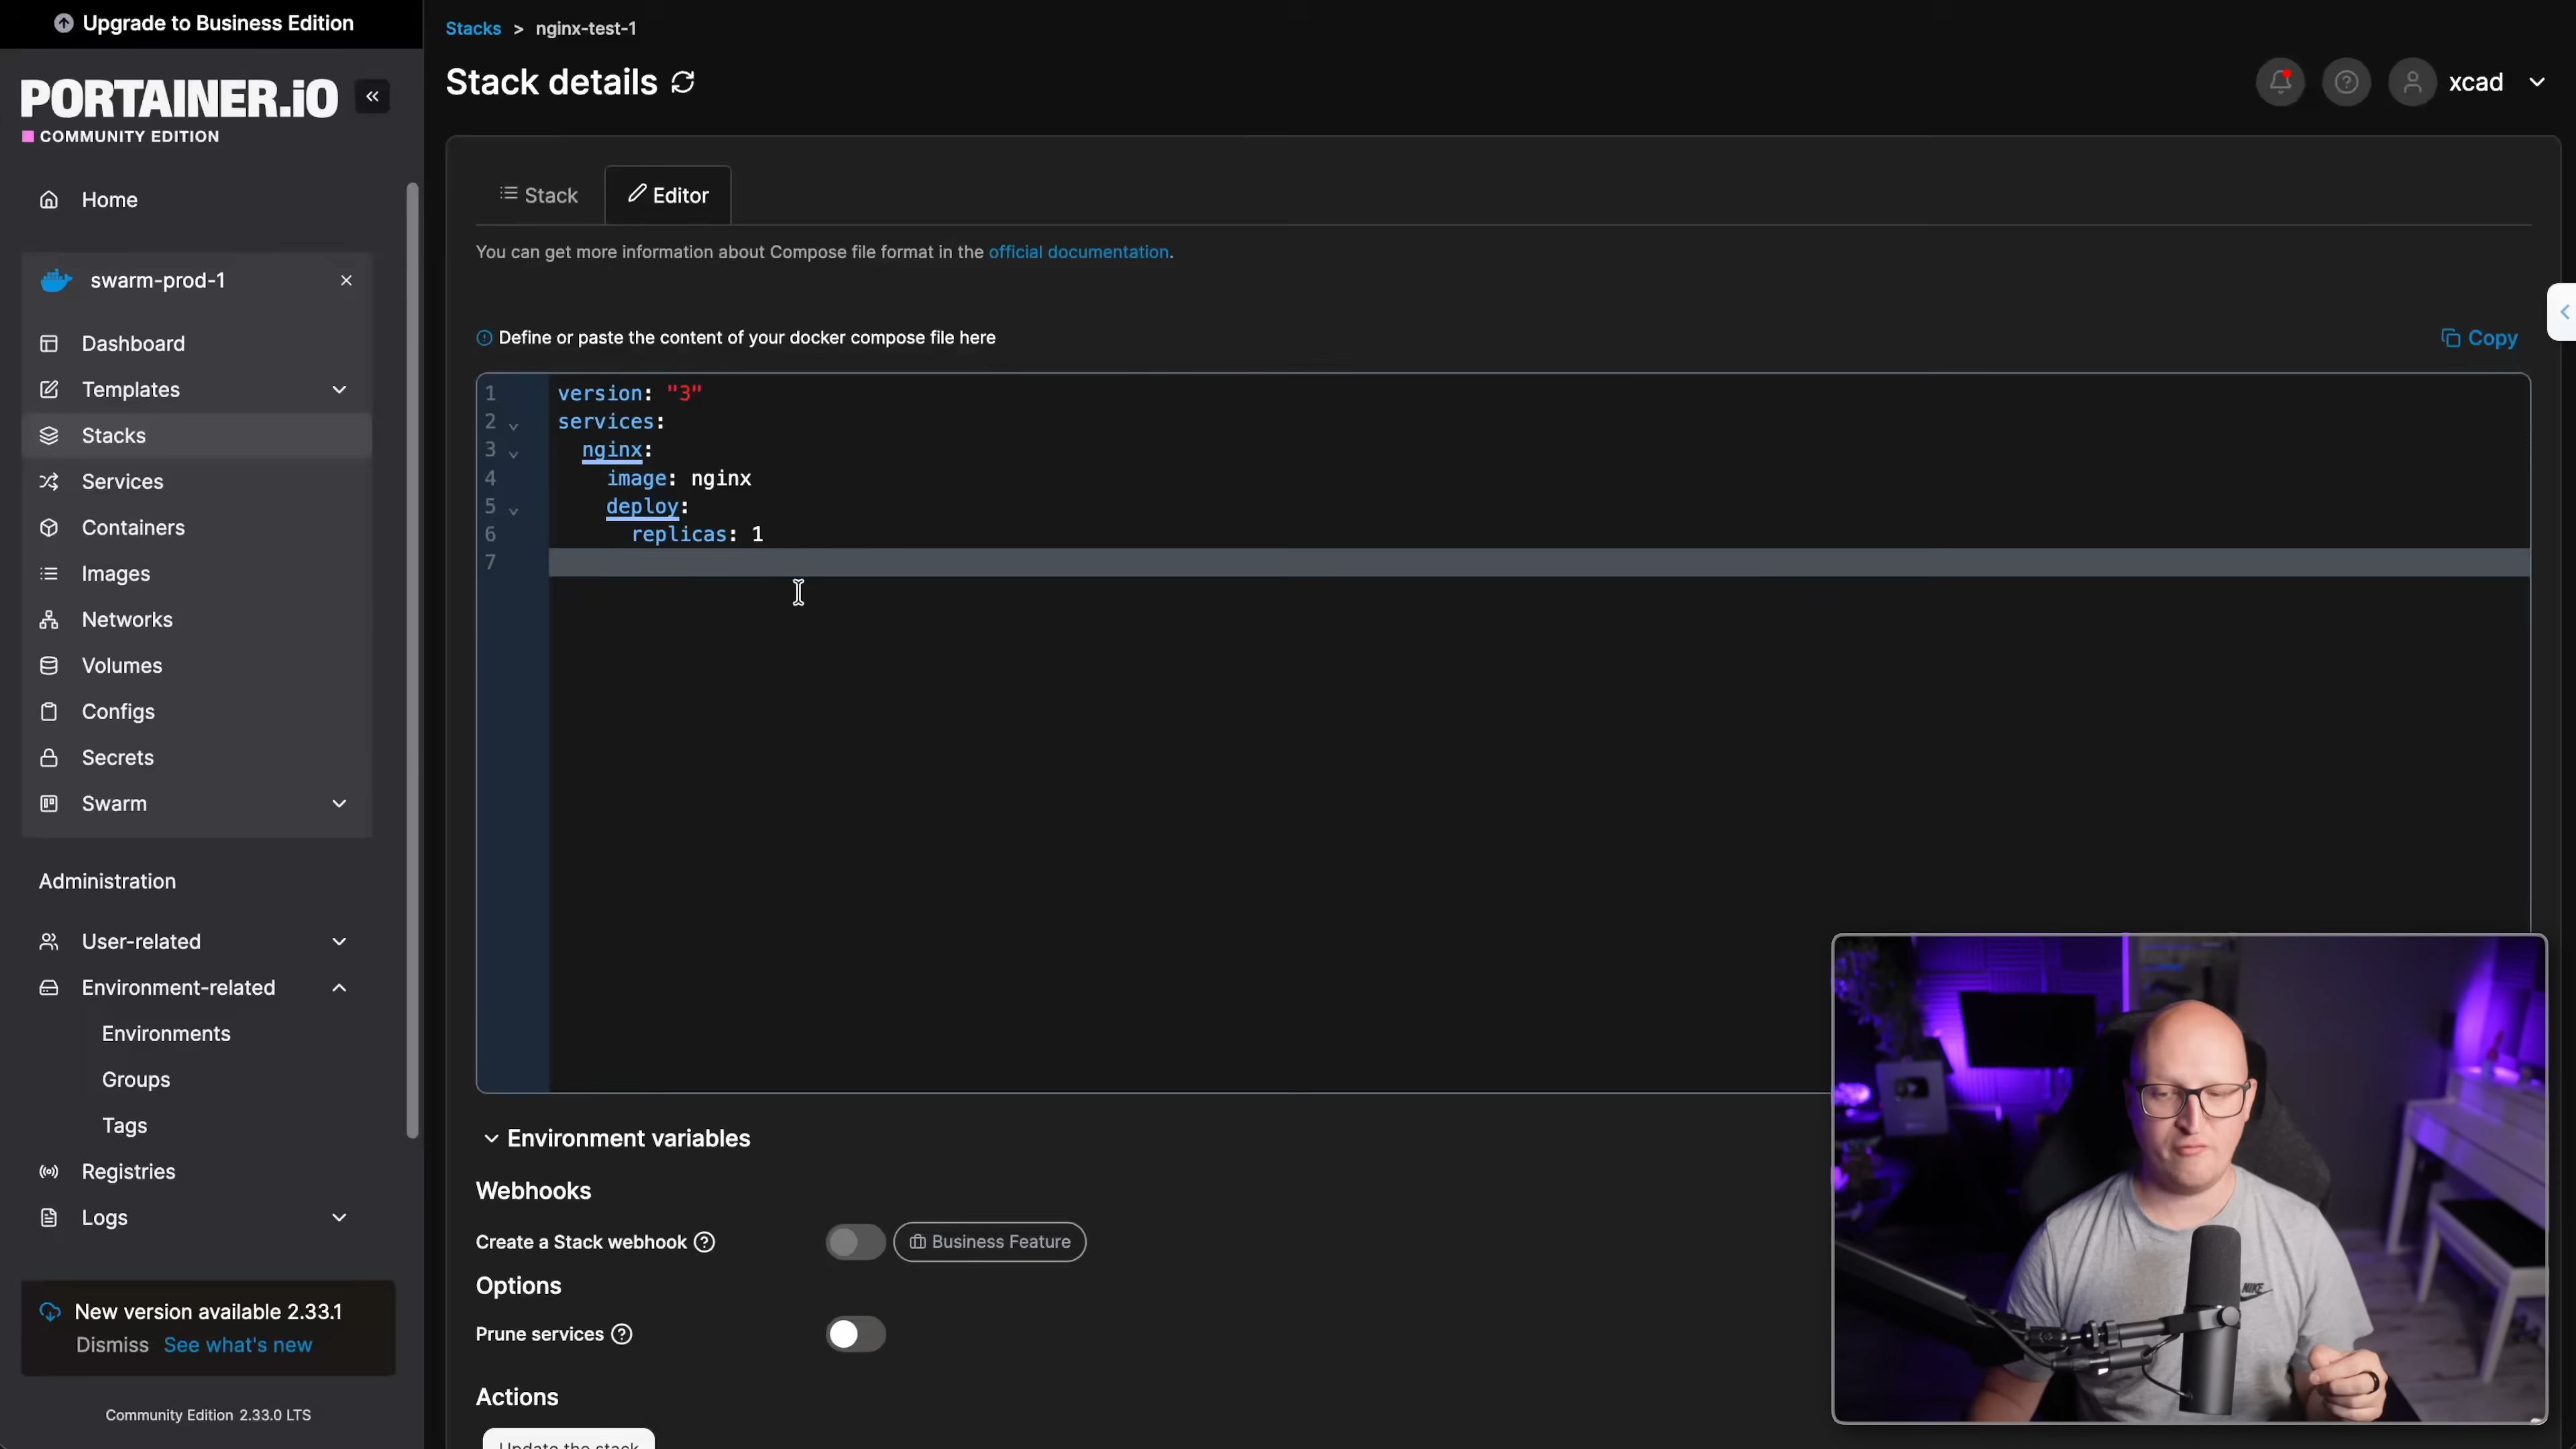 Upgrade to Business Edition
PORTAINER.iO
COMMUNITY EDITION
Home
swarm-prod-1
Dashboard
Templates
Stacks
Services
Containers
Images
Networks
Volumes
Configs
Secrets
Swarm
Administration
User-related
Environment-related
Environments
Groups
Tags
Registries
Logs
New version available 2.33.1
Dismiss See what's new
Community Edition 2.33.0 LTS
Stacks > nginx-test-1
Stack details
xcad
Stack
Editor
You can get more information about Compose file format in the official documentation.
Define or paste the content of your docker compose file here
Copy
1 version: "3"
2 services:
3 nginx:
4 image: nginx
5 deploy:
6 replicas: 1
7
Environment variables
Webhooks
Create a Stack webhook
Business Feature
Options
Prune services
Actions
Update the stack
NIKE